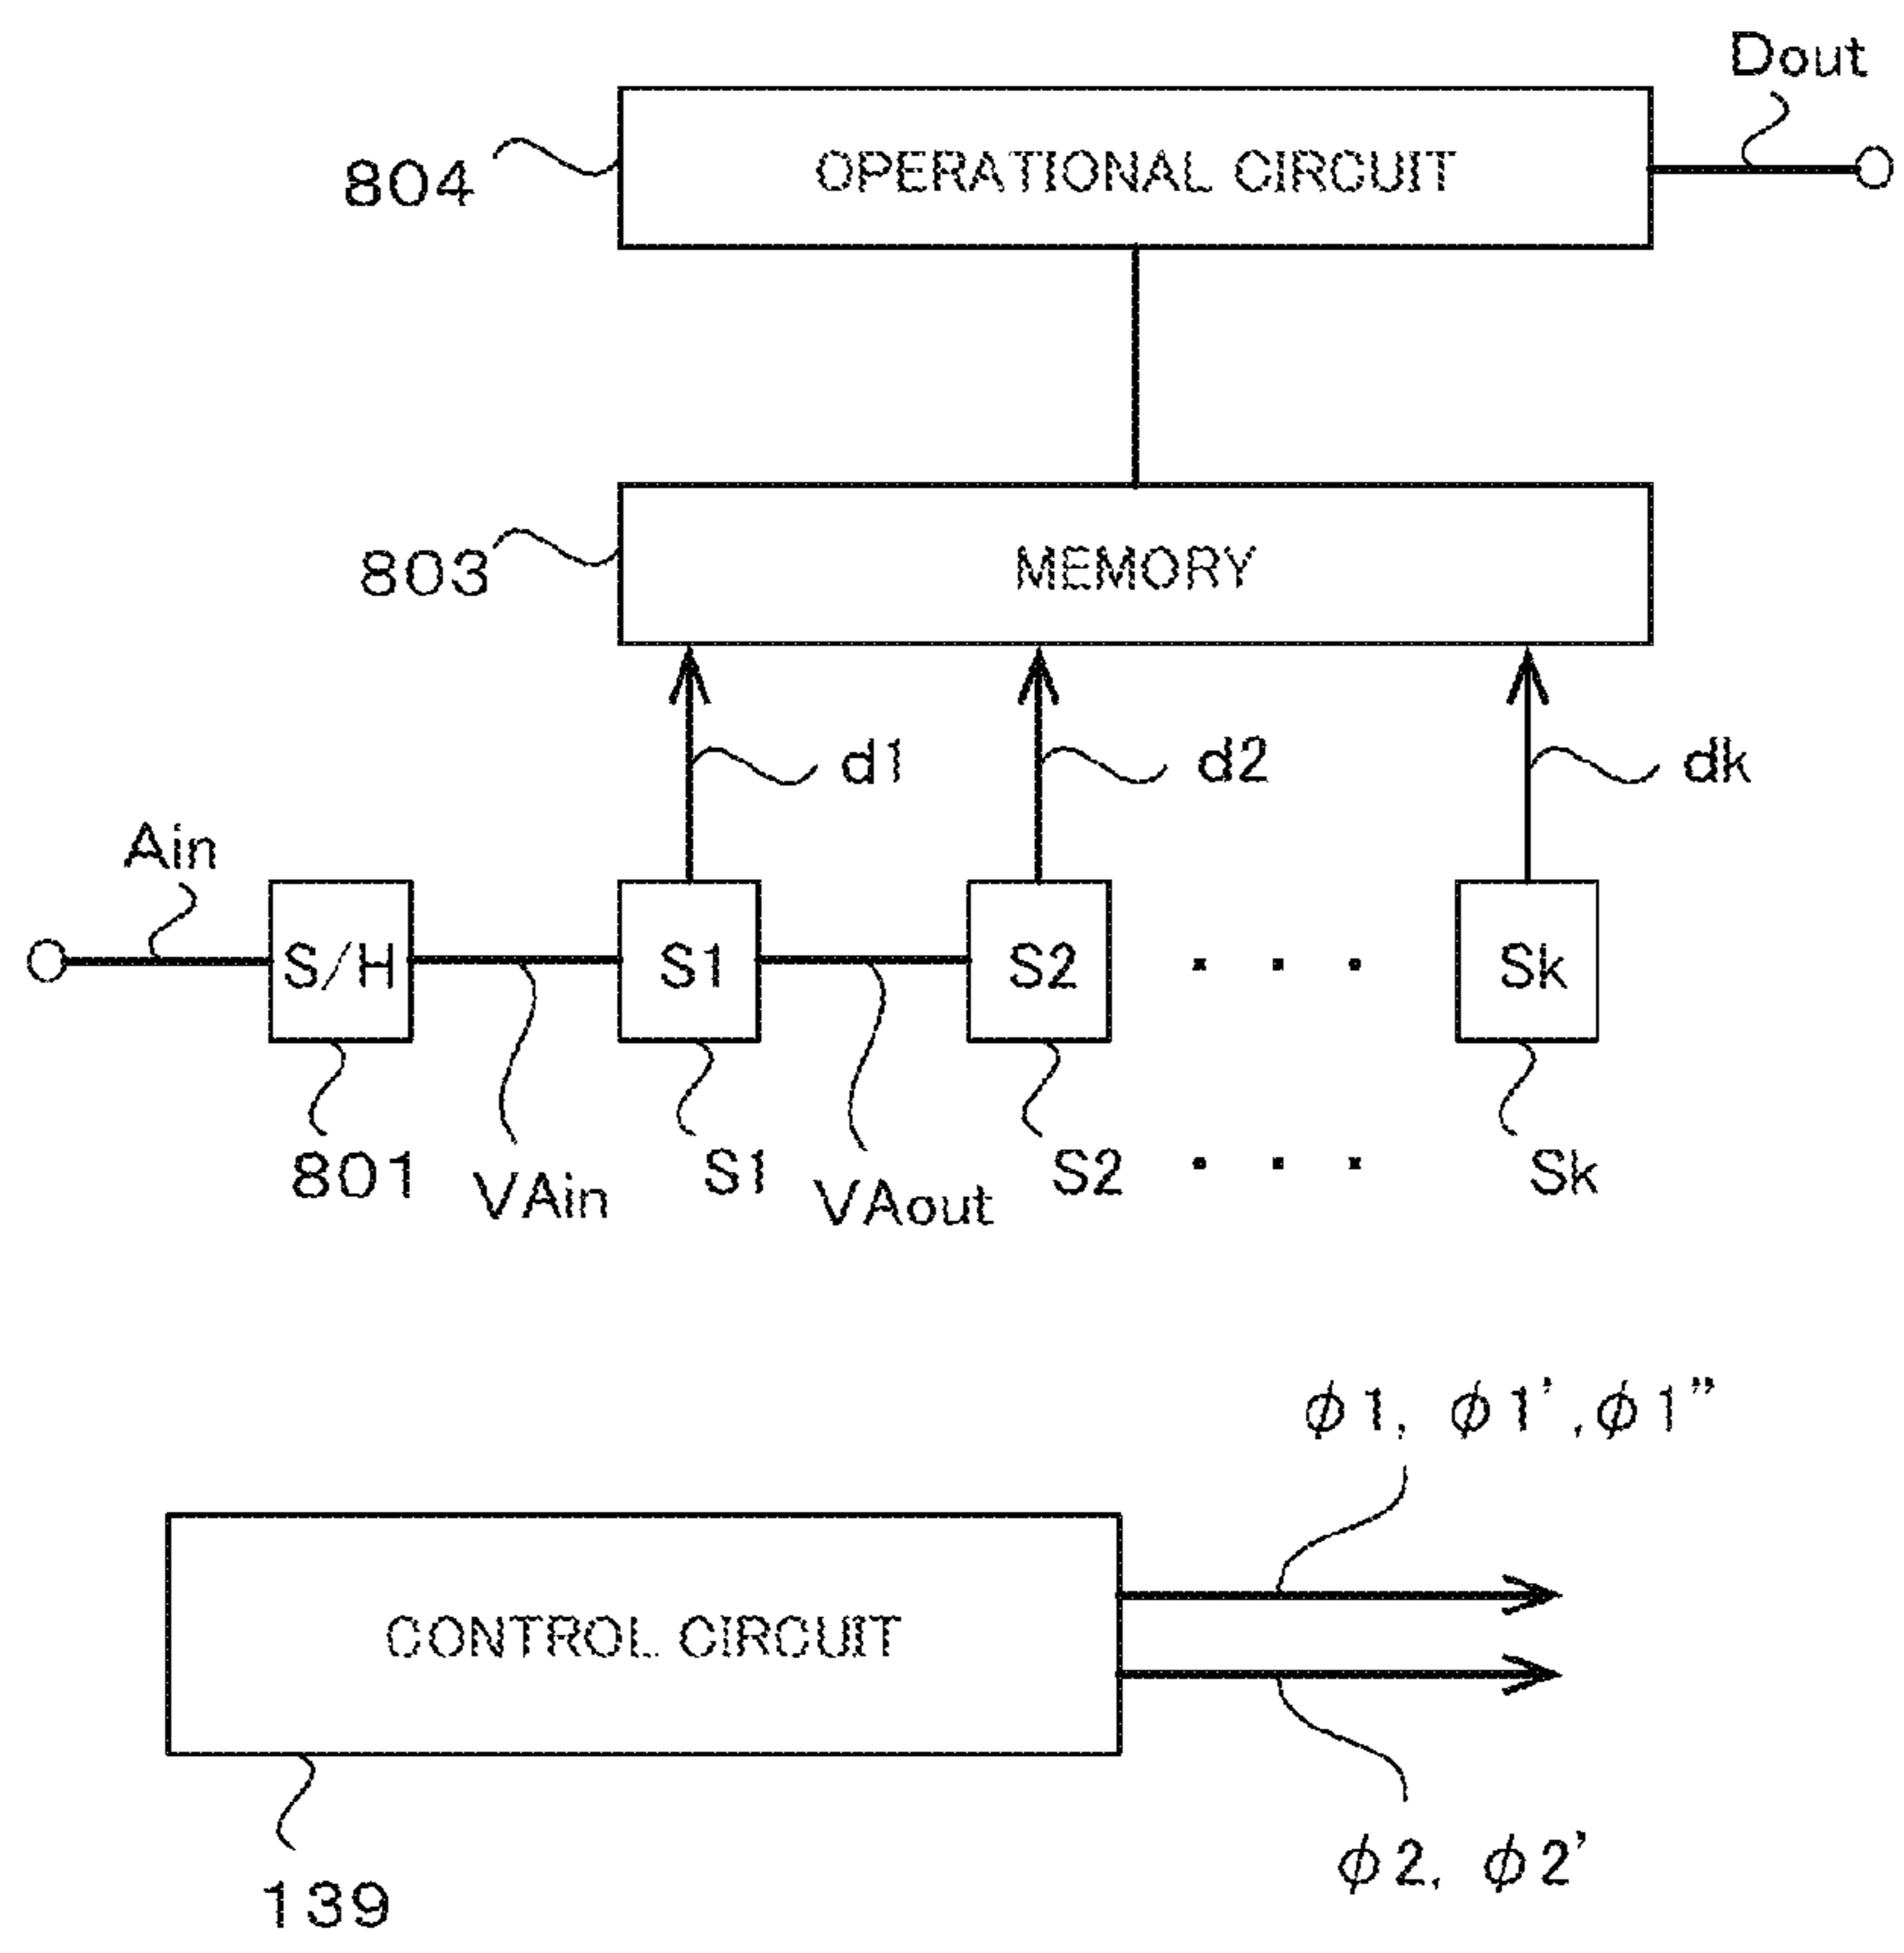 Dout
804
OPERATIONAL CIRCUIT
803
MEMORY
d1
d2
dk
Ain
S/H
S1
S2
. . .
Sk
801
VAin
S1
VAout
S2
. . .
Sk
ϕ1, ϕ1',ϕ1"
CONTROL CIRCUIT
ϕ2, ϕ2'
139